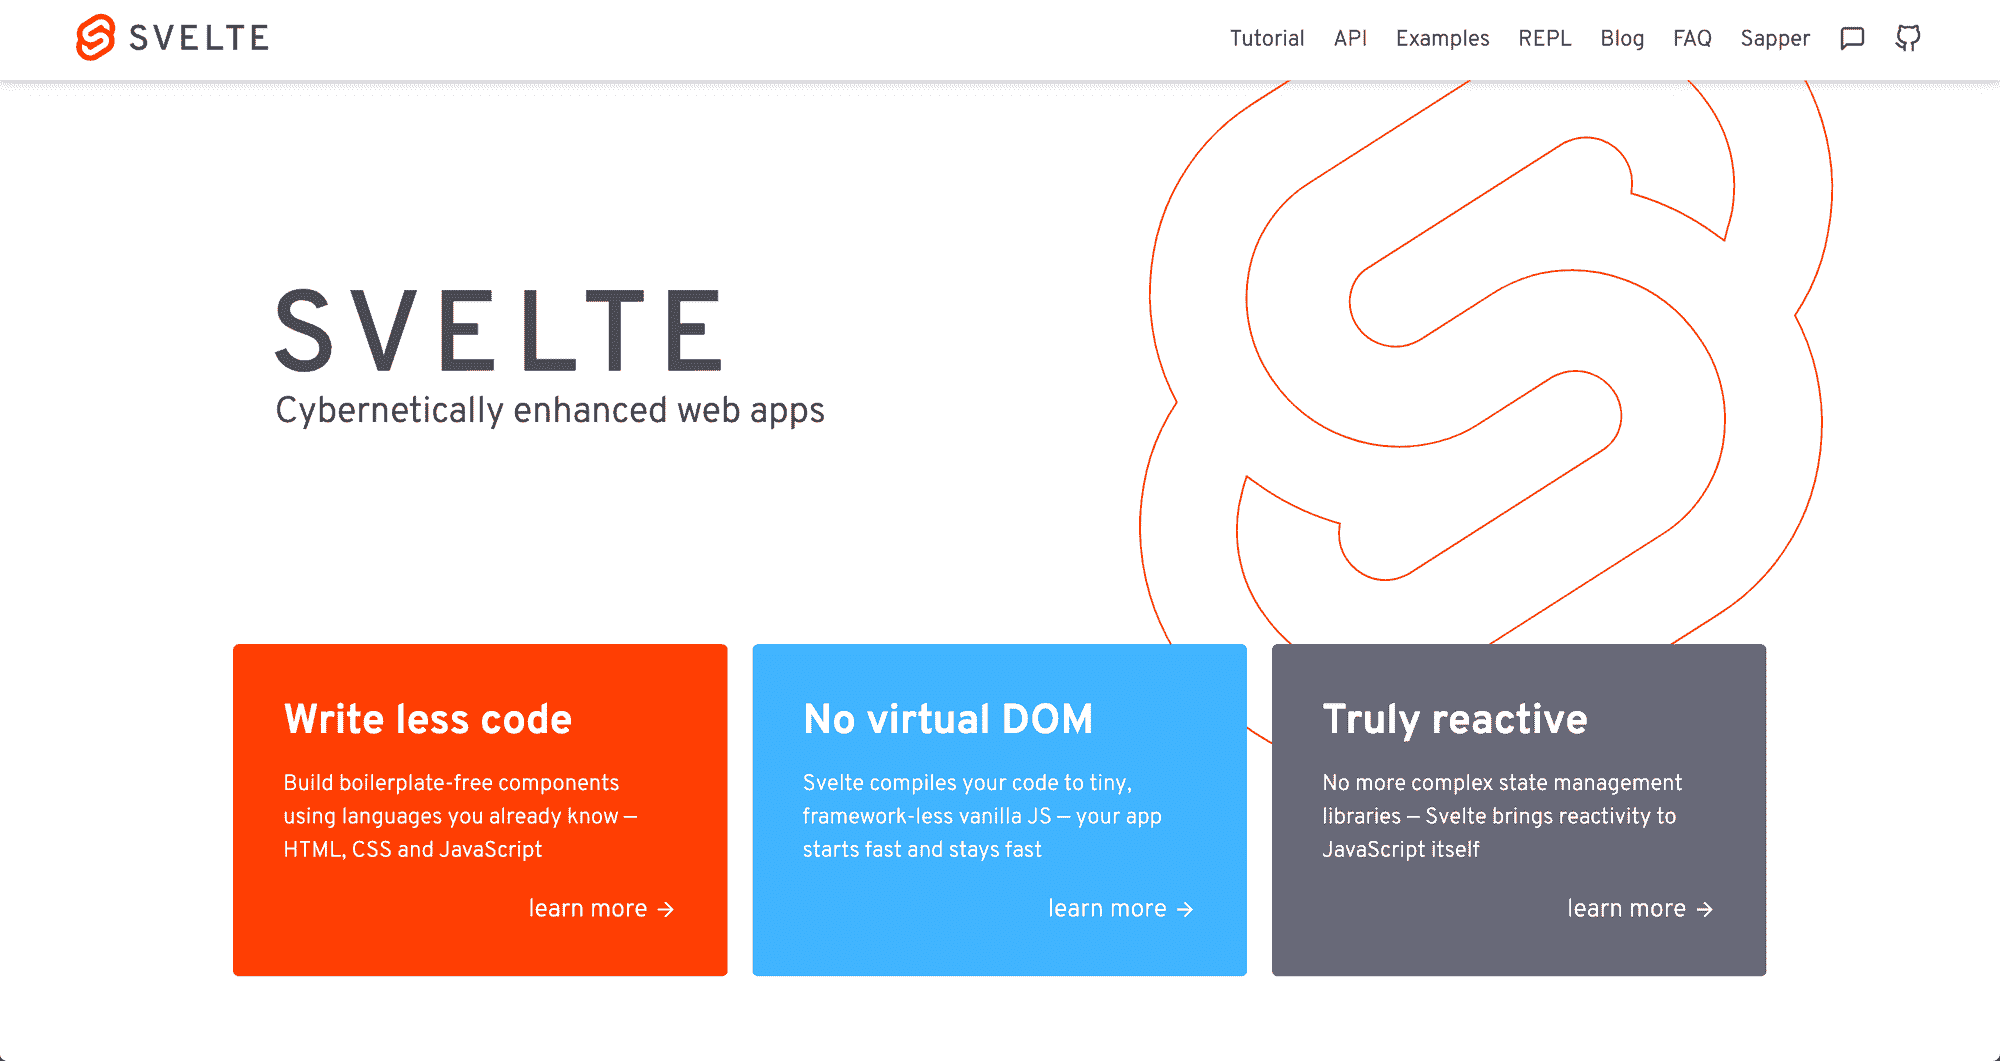 SVELTE
Tutorial API Examples REPL Blog FAQ Sapper
SVELTE
Cybernetically enhanced web apps
Write less code
Build boilerplate-free components
using languages you already know —
HTML, CSS and JavaScript
learn more →
No virtual DOM
Svelte compiles your code to tiny,
framework-less vanilla JS — your app
starts fast and stays fast
learn more →
Truly reactive
No more complex state management
libraries — Svelte brings reactivity to
JavaScript itself
learn more →